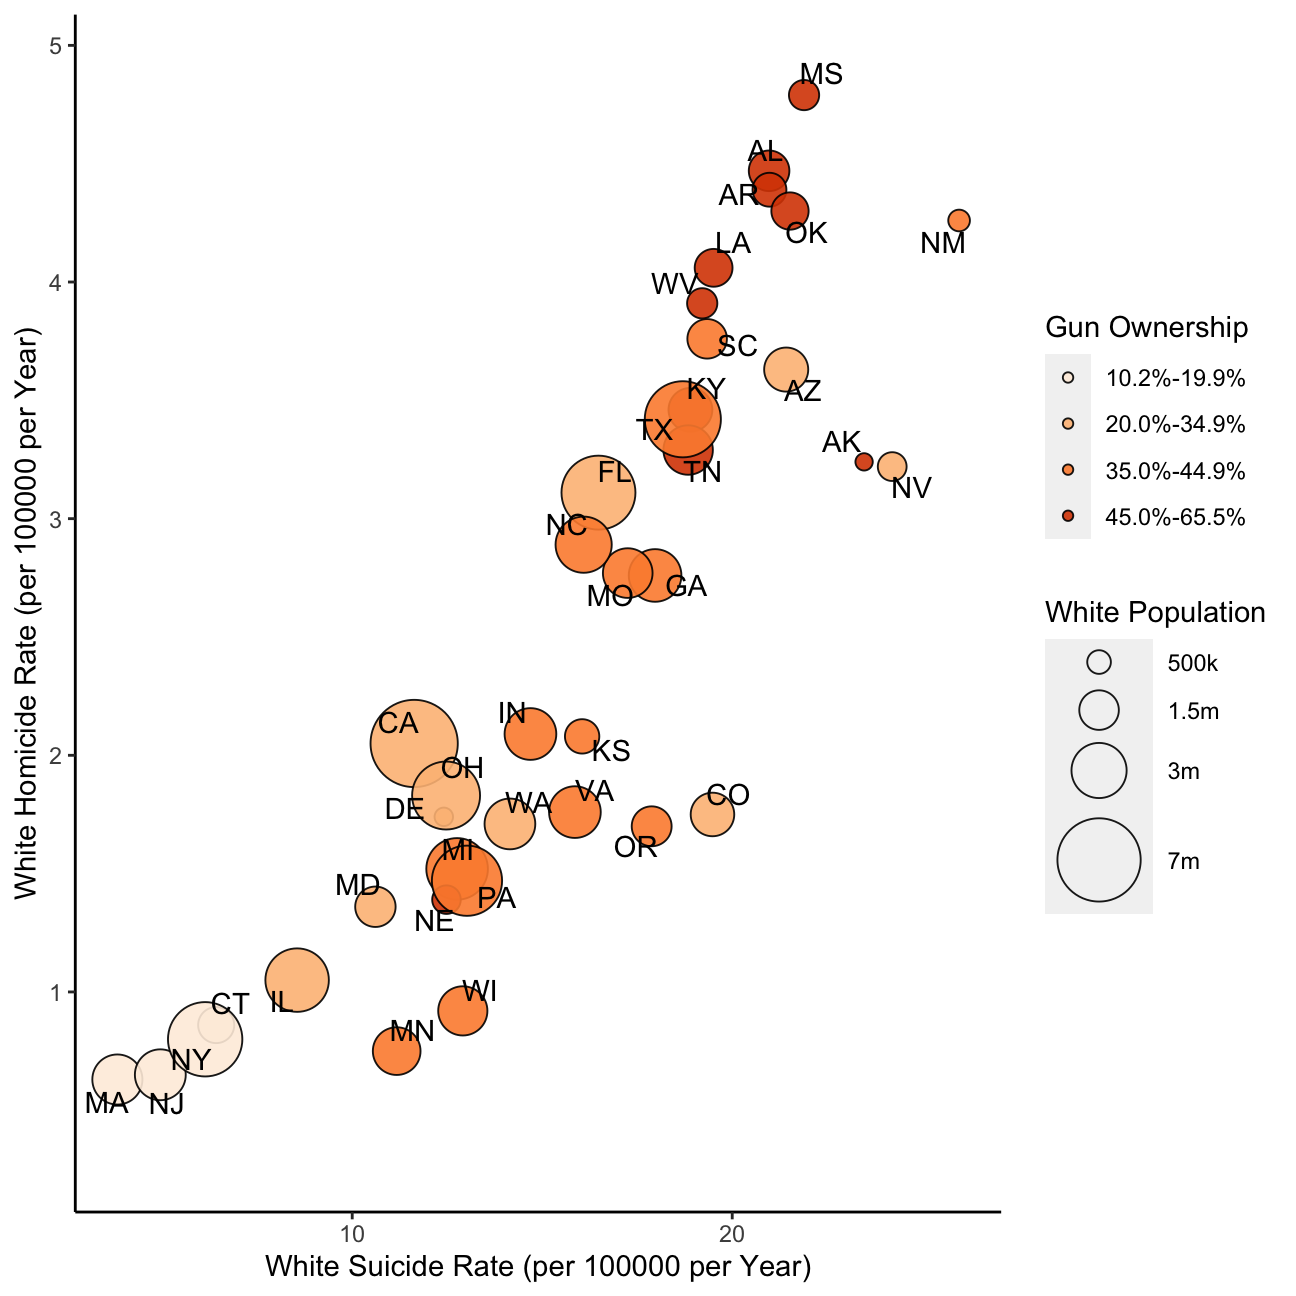 5
MS
AL
AR
OK
NM
LA
4
WV
SC
Gun Ownership
AZ
KY
10.2%-19.9%
TX
20.0%-34.9%
AK
TN
35.0%-44.9%
FL
NV
45.0%-65.5%
3
NC
MO
GA
White Population
500k
IN
CA
1.5m
2
KS
OH
3m
DE
WA
VA
CO
OR
MI
7m
MD
PA
NE
1
CT
IL
WI
MN
NY
MA
NJ
10
20
White Suicide Rate (per 100000 per Year)
White Homicide Rate (per 100000 per Year)